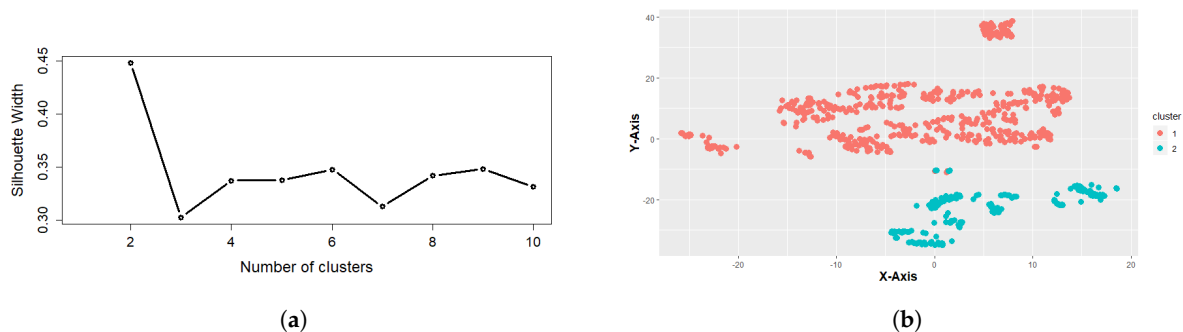 0.45
0.40
0.35
0.30
Silhouette Width
2
4
6
8
10
Number of clusters
(a)
40
20
0
-20
Y-Axis
-20
-10
0
10
20
X-Axis
cluster
1
2
(b)